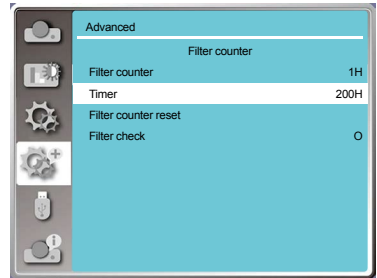 Advanced
Filter counter
Filter counter 1H
Timer 200H
Filter counter reset
Filter check O